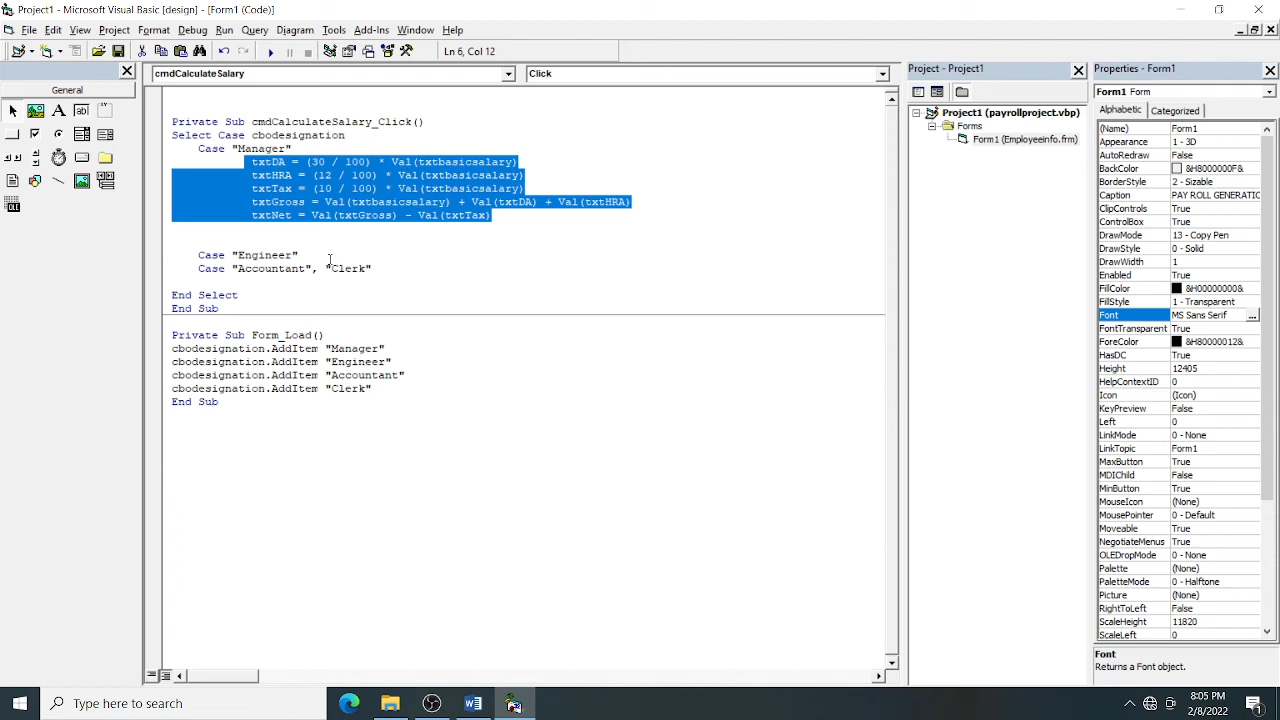 Project1 - Microsoft Visual Basic [design] - [Form1 (Code)]
File Edit View Project Format Debug Run Query Diagram Tools Add-Ins Window Help
Ln 6, Col 12
General
cmdCalculateSalary
Click
Private Sub cmdCalculateSalary_Click()
Select Case cbodesignation
Case "Manager"
txtDA = (30 / 100) * Val(txtbasicsalary)
txtHRA = (12 / 100) * Val(txtbasicsalary)
txtTax = (10 / 100) * Val(txtbasicsalary)
txtGross = Val(txtbasicsalary) + Val(txtDA) + Val(txtHRA)
txtNet = Val(txtGross) - Val(txtTax)
Case "Engineer"
Case "Accountant", "Clerk"
End Select
End Sub
Private Sub Form_Load()
cbodesignation.AddItem "Manager"
cbodesignation.AddItem "Engineer"
cbodesignation.AddItem "Accountant"
cbodesignation.AddItem "Clerk"
End Sub
Project - Project1
Project1 (payrollproject.vbp)
Forms
Form1 (Employeeinfo.frm)
Properties - Form1
Form1 Form
Alphabetic Categorized
(Name) Form1
Appearance 1 - 3D
AutoRedraw False
BackColor &H8000000F&
BorderStyle 2 - Sizable
Caption PAY ROLL GENERATION
ClipControls True
ControlBox True
DrawMode 13 - Copy Pen
DrawStyle 0 - Solid
DrawWidth 1
Enabled True
FillColor &H00000000&
FillStyle 1 - Transparent
Font MS Sans Serif ...
FontTransparent True
ForeColor &H80000012&
HasDC True
Height 12405
HelpContextID 0
Icon (Icon)
KeyPreview False
Left 0
LinkMode 0 - None
LinkTopic Form1
MaxButton True
MDIChild False
MinButton True
MouseIcon (None)
MousePointer 0 - Default
Moveable True
NegotiateMenus True
OLEDropMode 0 - None
Palette (None)
PaletteMode 0 - Halftone
Picture (None)
RightToLeft False
ScaleHeight 11820
ScaleLeft 0
Font
Returns a Font object.
Type here to search
8:05 PM
2/8/2022